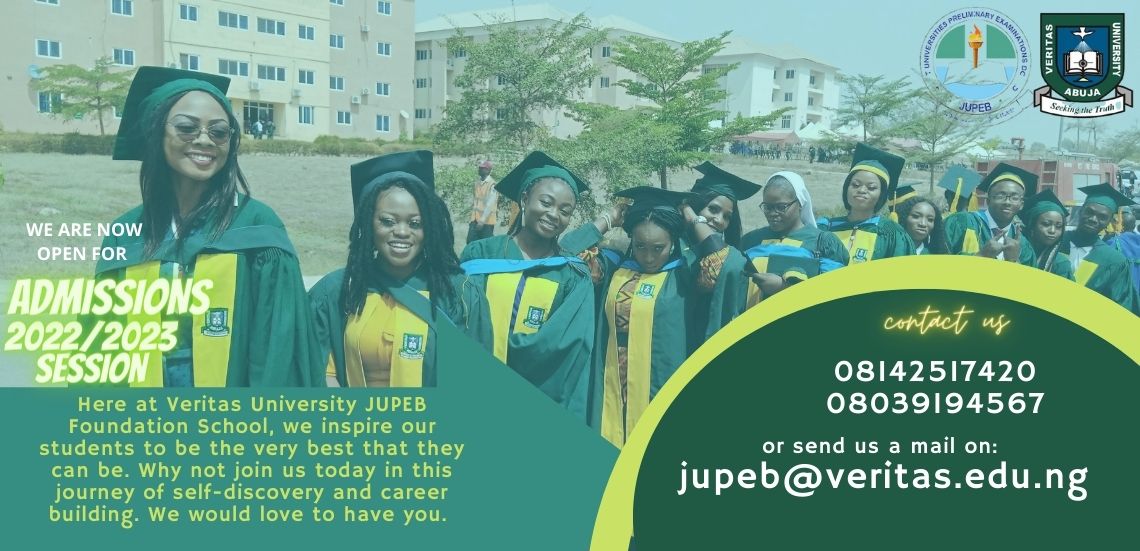 WE ARE NOW
OPEN FOR
ADMISSIONS
2022/2023
SESSION
Here at Veritas University JUPEB
Foundation School, we inspire our
students to be the very best that they
can be. Why not join us today in this
journey of self-discovery and career
building. We would love to have you.
UNIVERSITIES PRELIMINARY EXAMINATIONS
JUPEB
VERITAS
UNIVERSITY
ABUJA
Seeking the Truth
contact us
08142517420
08039194567
or send us a mail on:
jupeb@veritas.edu.ng